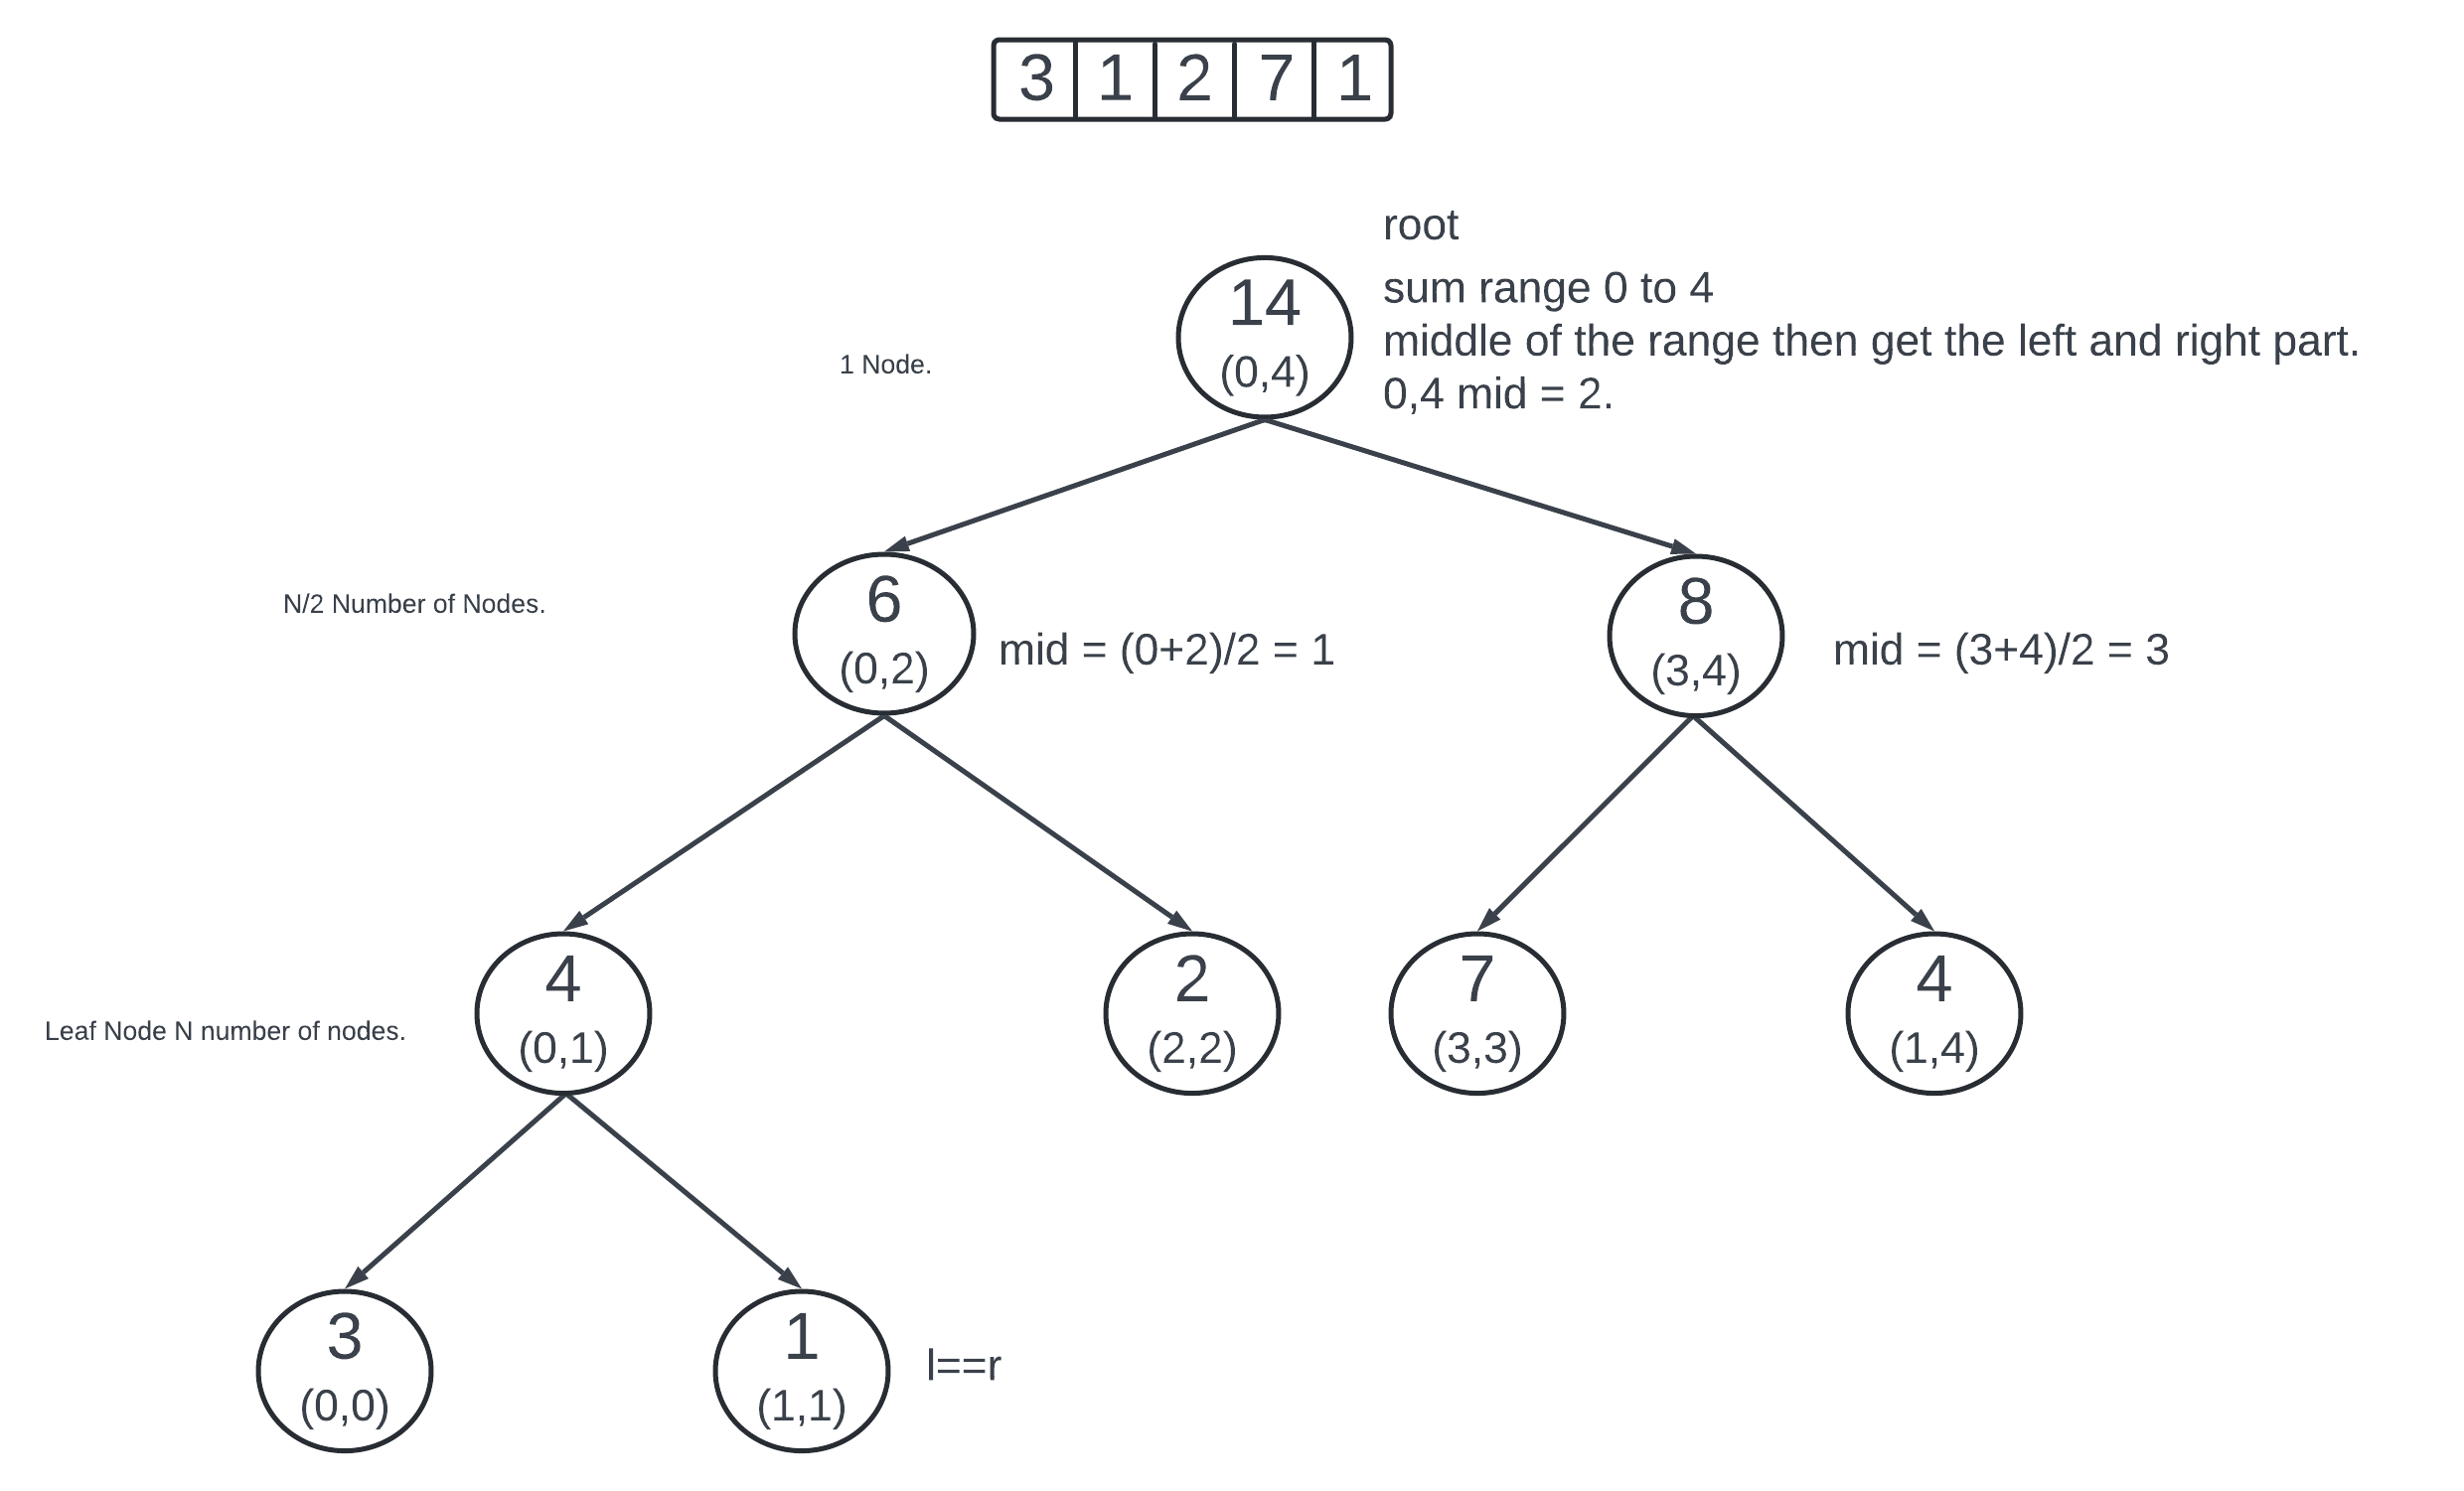 3 1 2 7 1
root
14
(0,4)
sum range 0 to 4
middle of the range then get the left and right part.
0,4 mid = 2.
1 Node.
N/2 Number of Nodes.
6
(0,2)
mid = (0+2)/2 = 1
8
(3,4)
mid = (3+4)/2 = 3
Leaf Node N number of nodes.
4
(0,1)
2
(2,2)
7
(3,3)
4
(1,4)
3
(0,0)
1
(1,1)
l==r